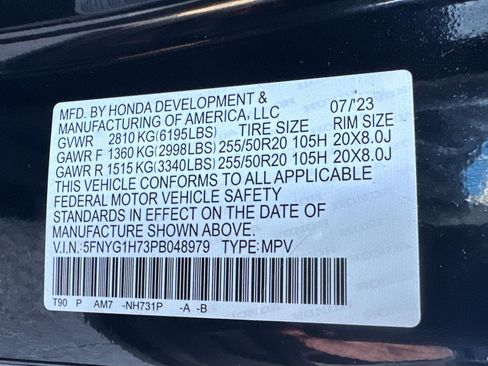 MFD. BY HONDA DEVELOPMENT & 07/'23
MANUFACTURING OF AMERICA, LLC
GVWR 2810 KG(6195LBS) TIRE SIZE RIM SIZE
GAWR F 1360 KG(2998LBS) 255/50R20 105H 20X8.0J
GAWR R 1515 KG(3340LBS) 255/50R20 105H 20X8.0J
THIS VEHICLE CONFORMS TO ALL APPLICABLE
FEDERAL MOTOR VEHICLE SAFETY
STANDARDS IN EFFECT ON THE DATE OF
MANUFACTURE SHOWN ABOVE.
V.I.N.:5FNYG1H73PB048979 TYPE:MPV
T90 P AM7 -NH731P -A -B